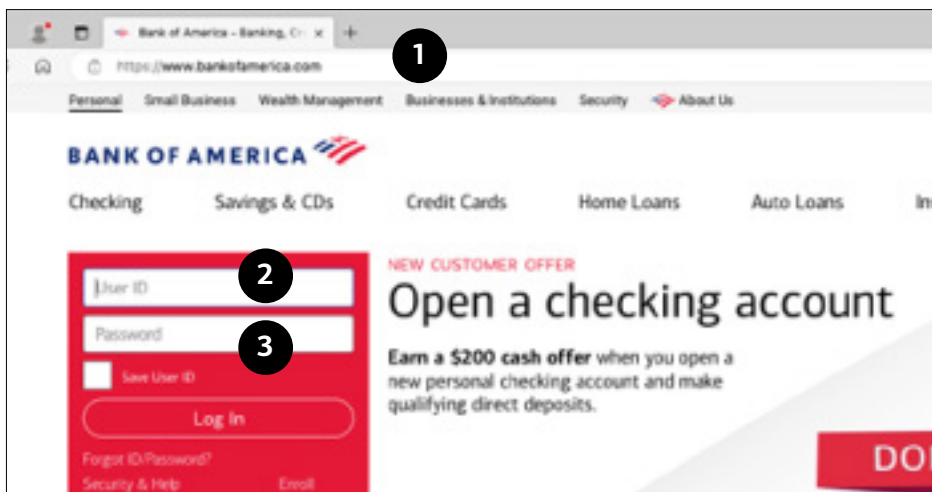 Bank of America - Banking, Cr
1
https://www.bankofamerica.com
Personal Small Business Wealth Management Businesses & Institutions Security About Us
BANK OF AMERICA
Checking Savings & CDs Credit Cards Home Loans Auto Loans In
User ID 2
Password 3
Save User ID
Log In
Forgot ID/Password?
Security & Help Enroll
NEW CUSTOMER OFFER
Open a checking account
Earn a $200 cash offer when you open a
new personal checking account and make
qualifying direct deposits.
DO